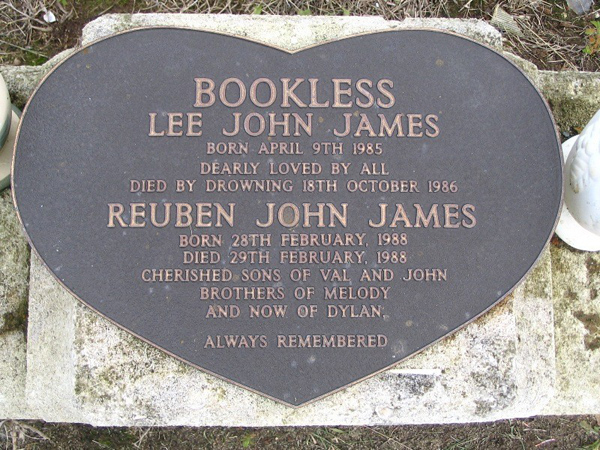 BOOKLESS
LEE JOHN JAMES
BORN APRIL 9TH 1985
DEARLY LOVED BY ALL
DIED BY DROWNING 18TH OCTOBER 1986
REUBEN JOHN JAMES
BORN 28TH FEBRUARY, 1988
DIED 29TH FEBRUARY, 1988
CHERISHED SONS OF VAL AND JOHN
BROTHERS OF MELODY
AND NOW OF DYLAN.
ALWAYS REMEMBERED